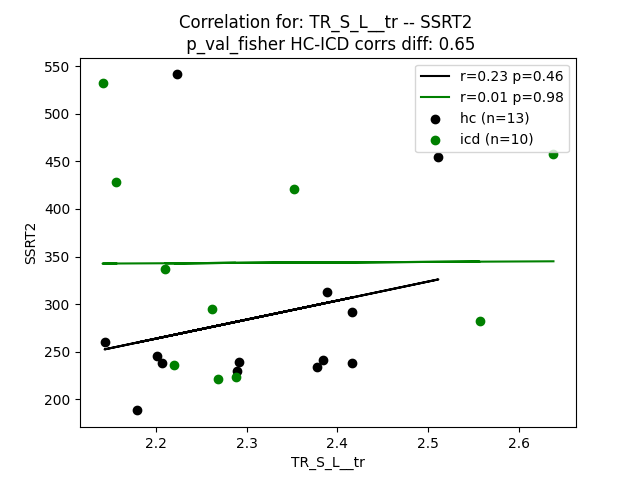 Correlation for: TR_S_L__tr -- SSRT2
p_val_fisher HC-ICD corrs diff: 0.65
r=0.23 p=0.46
r=0.01 p=0.98
hc (n=13)
icd (n=10)
SSRT2
550
500
450
400
350
300
250
200
2.2
2.3
2.4
2.5
2.6
TR_S_L__tr